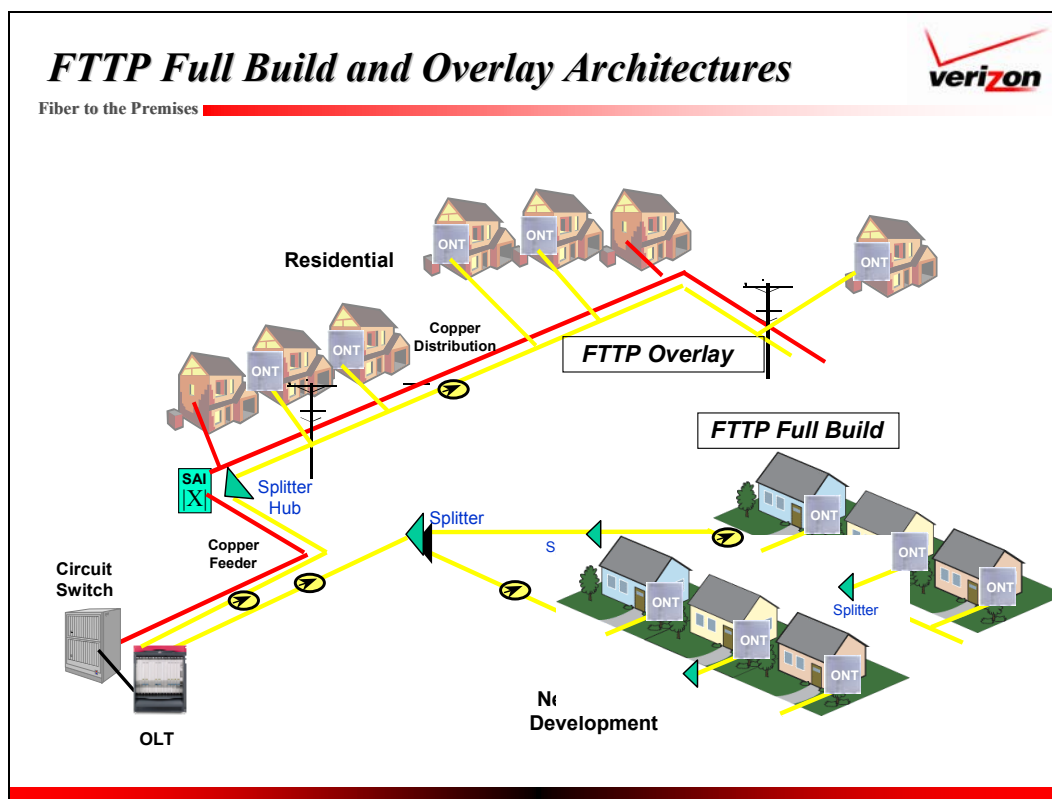 FTTP Full Build and Overlay Architectures
verizon
Fiber to the Premises
ONT
ONT
ONT
Residential
Copper
Distribution
FTTP Overlay
ONT
ONT
FTTP Full Build
SAI
|X|
Splitter
Hub
Splitter
S
Copper
Feeder
ONT
ONT
ONT
Splitter
ONT
ONT
ONT
Circuit
Switch
Ne
Development
OLT